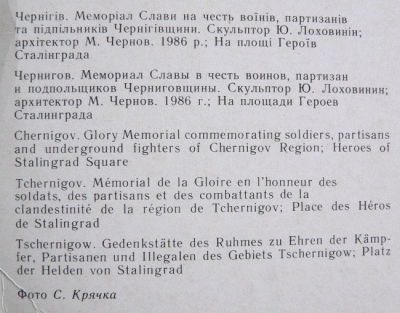 Чернігів. Меморіал Слави на честь воїнів, партизанів
та підпільників Чернігівщини. Скульптор Ю. Лоховинін;
архітектор М. Чернов. 1986 р.; На площі Героїв
Сталінграда
Чернигов. Мемориал Славы в честь воинов, партизан
и подпольщиков Черниговщины. Скульптор Ю. Лоховинин;
архитектор М. Чернов. 1986 г.; На площади Героев
Сталинграда
Chernigov. Glory Memorial commemorating soldiers, partisans
and underground fighters of Chernigov Region; Heroes of
Stalingrad Square
Tchernigov. Mémorial de la Gloire en l'honneur des
soldats, des partisans et des combattants de la
clandestinité de la région de Tchernigov; Place des Héros
de Stalingrad
Tschernigow. Gedenkstätte des Ruhmes zu Ehren der Kämp-
fer, Partisanen und Illegalen des Gebiets Tschernigow; Platz
der Helden von Stalingrad
Фото С. Крячка